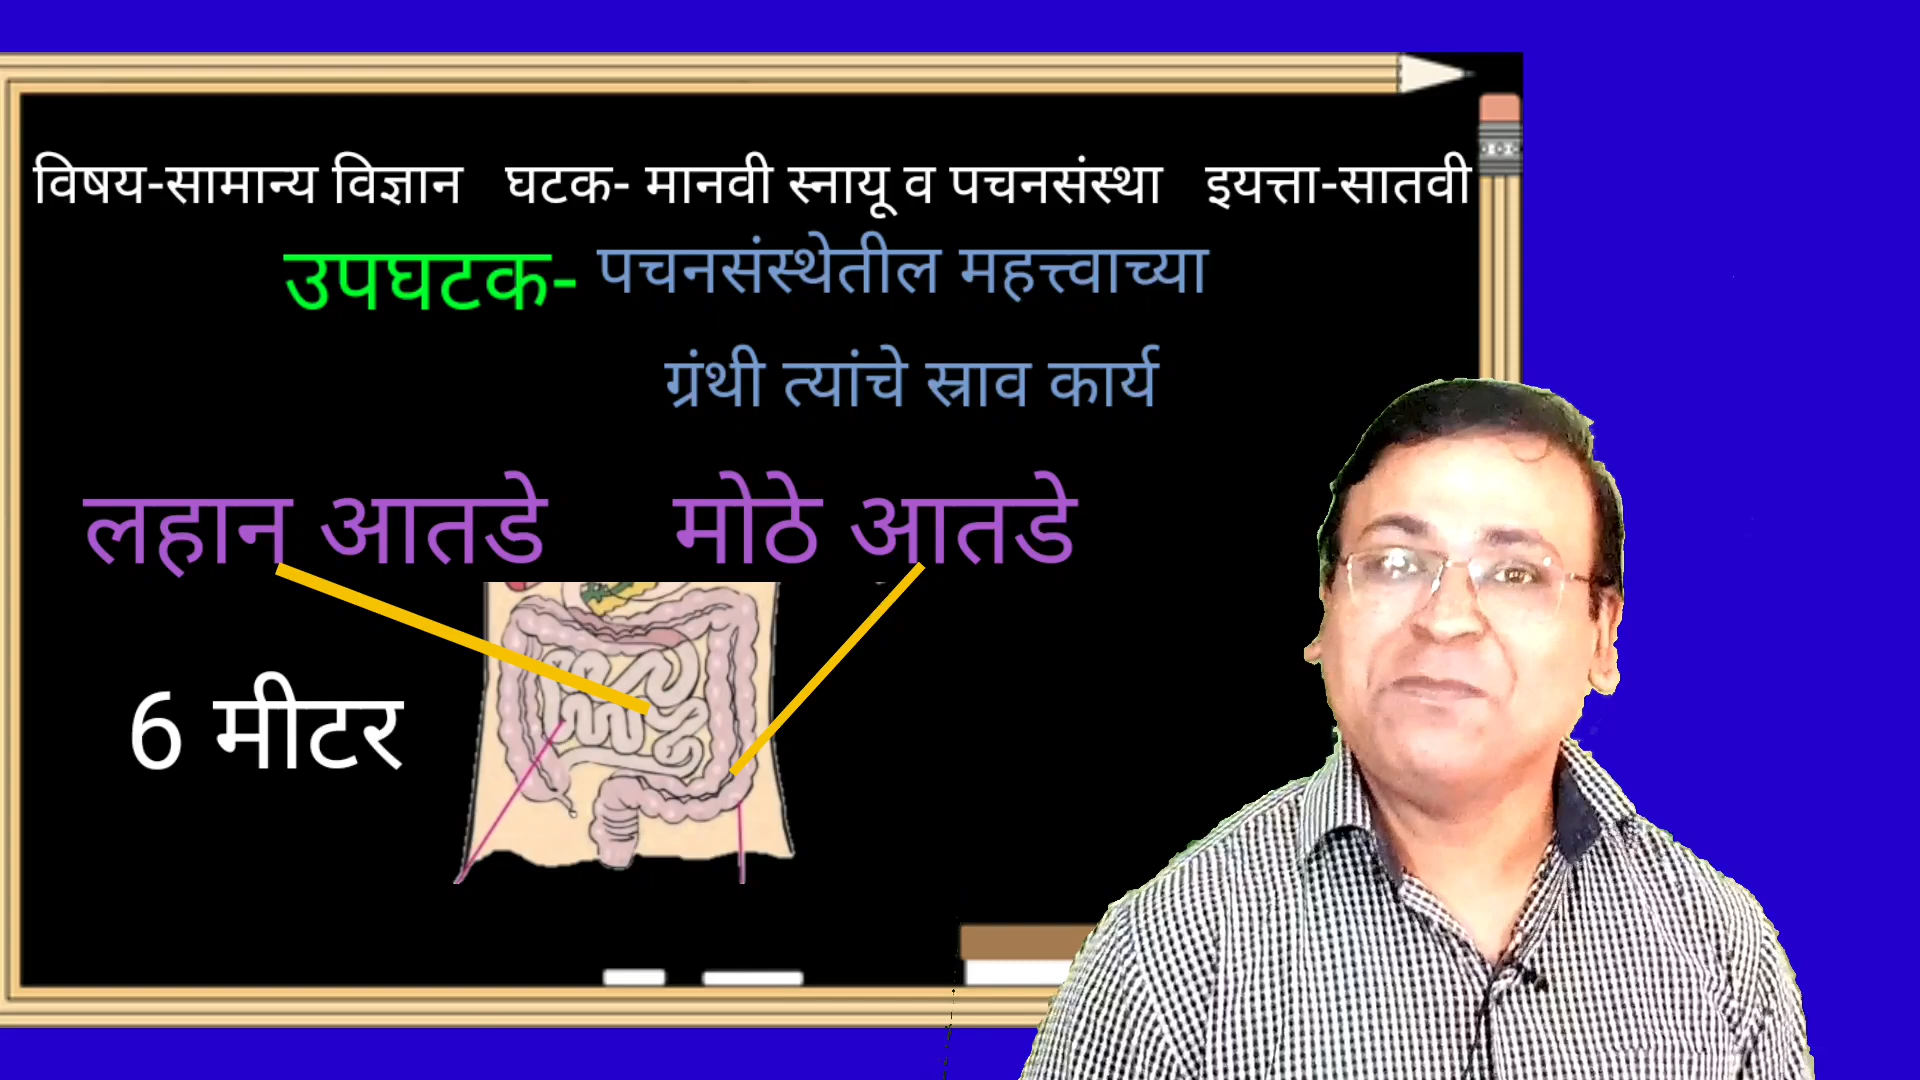 विषय-सामान्य विज्ञान घटक- मानवी स्नायू व पचनसंस्था इयत्ता-सातवी
उपघटक- पचनसंस्थेतील महत्त्वाच्या
ग्रंथी त्यांचे स्राव कार्य
लहान आतडे मोठे आतडे
6 मीटर